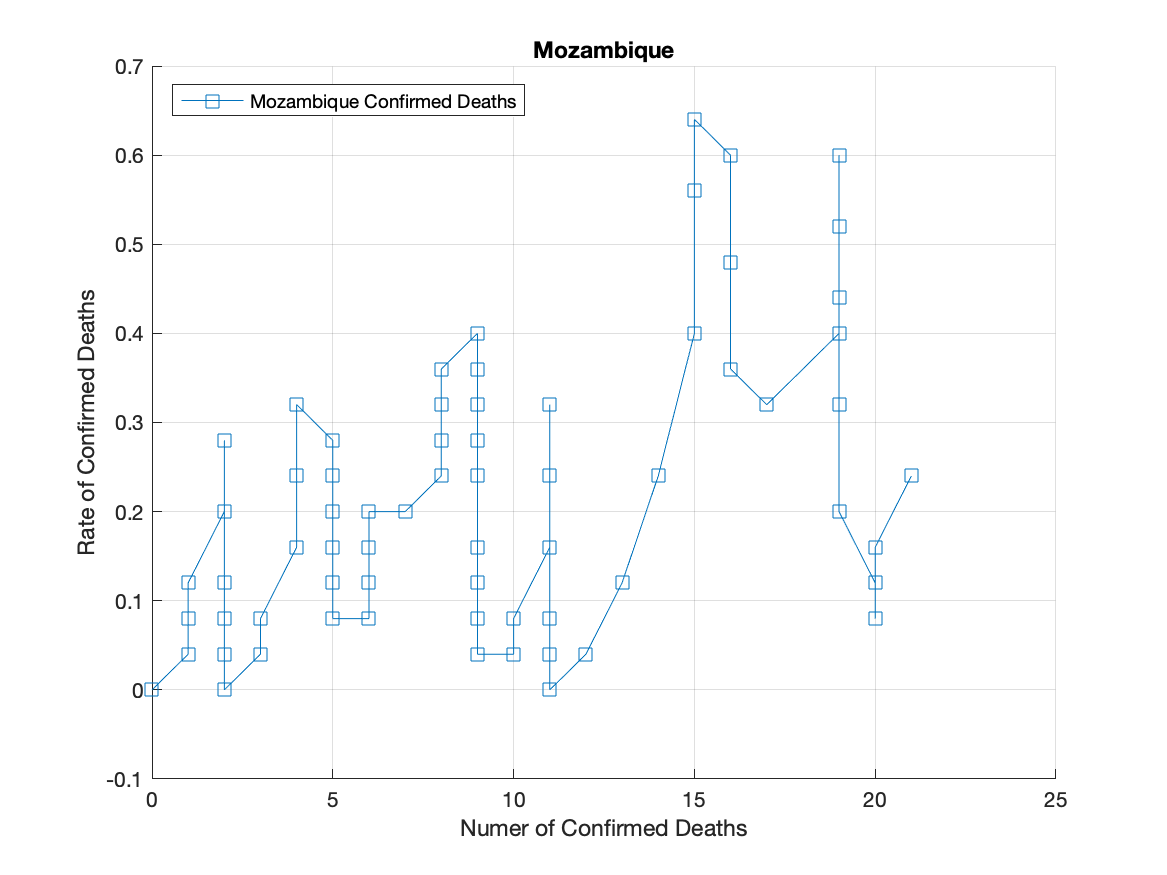 Mozambique
0.7
Mozambique Confirmed Deaths
0.6
0.5
0.4
0.3
0.2
0.1
0
-0.1
Rate of Confirmed Deaths
0 5 10 15 20 25
Numer of Confirmed Deaths